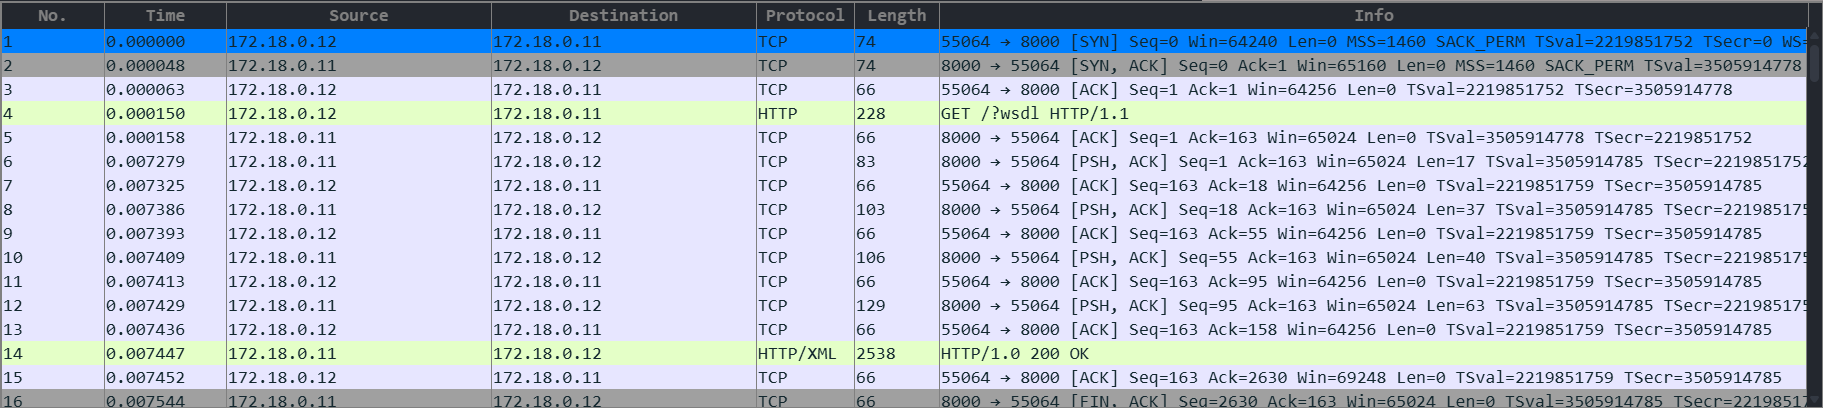 No. Time Source Destination Protocol Length Info
1 0.000000 172.18.0.12 172.18.0.11 TCP 74 55064 → 8000 [SYN] Seq=0 Win=64240 Len=0 MSS=1460 SACK_PERM TSval=2219851752 TSecr=0 WS=
2 0.000048 172.18.0.11 172.18.0.12 TCP 74 8000 → 55064 [SYN, ACK] Seq=0 Ack=1 Win=65160 Len=0 MSS=1460 SACK_PERM TSval=3505914778
3 0.000063 172.18.0.12 172.18.0.11 TCP 66 55064 → 8000 [ACK] Seq=1 Ack=1 Win=64256 Len=0 TSval=2219851752 TSecr=3505914778
4 0.000150 172.18.0.12 172.18.0.11 HTTP 228 GET /?wsdl HTTP/1.1
5 0.000158 172.18.0.11 172.18.0.12 TCP 66 8000 → 55064 [ACK] Seq=1 Ack=163 Win=65024 Len=0 TSval=3505914778 TSecr=2219851752
6 0.007279 172.18.0.11 172.18.0.12 TCP 83 8000 → 55064 [PSH, ACK] Seq=1 Ack=163 Win=65024 Len=17 TSval=3505914785 TSecr=2219851752
7 0.007325 172.18.0.12 172.18.0.11 TCP 66 55064 → 8000 [ACK] Seq=163 Ack=18 Win=64256 Len=0 TSval=2219851759 TSecr=3505914785
8 0.007386 172.18.0.11 172.18.0.12 TCP 103 8000 → 55064 [PSH, ACK] Seq=18 Ack=163 Win=65024 Len=37 TSval=3505914785 TSecr=221985175
9 0.007393 172.18.0.12 172.18.0.11 TCP 66 55064 → 8000 [ACK] Seq=163 Ack=55 Win=64256 Len=0 TSval=2219851759 TSecr=3505914785
10 0.007409 172.18.0.11 172.18.0.12 TCP 106 8000 → 55064 [PSH, ACK] Seq=55 Ack=163 Win=65024 Len=40 TSval=3505914785 TSecr=221985175
11 0.007413 172.18.0.12 172.18.0.11 TCP 66 55064 → 8000 [ACK] Seq=163 Ack=95 Win=64256 Len=0 TSval=2219851759 TSecr=3505914785
12 0.007429 172.18.0.11 172.18.0.12 TCP 129 8000 → 55064 [PSH, ACK] Seq=95 Ack=163 Win=65024 Len=63 TSval=3505914785 TSecr=221985175
13 0.007436 172.18.0.12 172.18.0.11 TCP 66 55064 → 8000 [ACK] Seq=163 Ack=158 Win=64256 Len=0 TSval=2219851759 TSecr=3505914785
14 0.007447 172.18.0.11 172.18.0.12 HTTP/XML 2538 HTTP/1.0 200 OK
15 0.007452 172.18.0.12 172.18.0.11 TCP 66 55064 → 8000 [ACK] Seq=163 Ack=2630 Win=69248 Len=0 TSval=2219851759 TSecr=3505914785
16 0.007544 172.18.0.11 172.18.0.12 TCP 66 8000 → 55064 [FIN, ACK] Seq=2630 Ack=163 Win=65024 Len=0 TSval=3505914785 TSecr=2219851